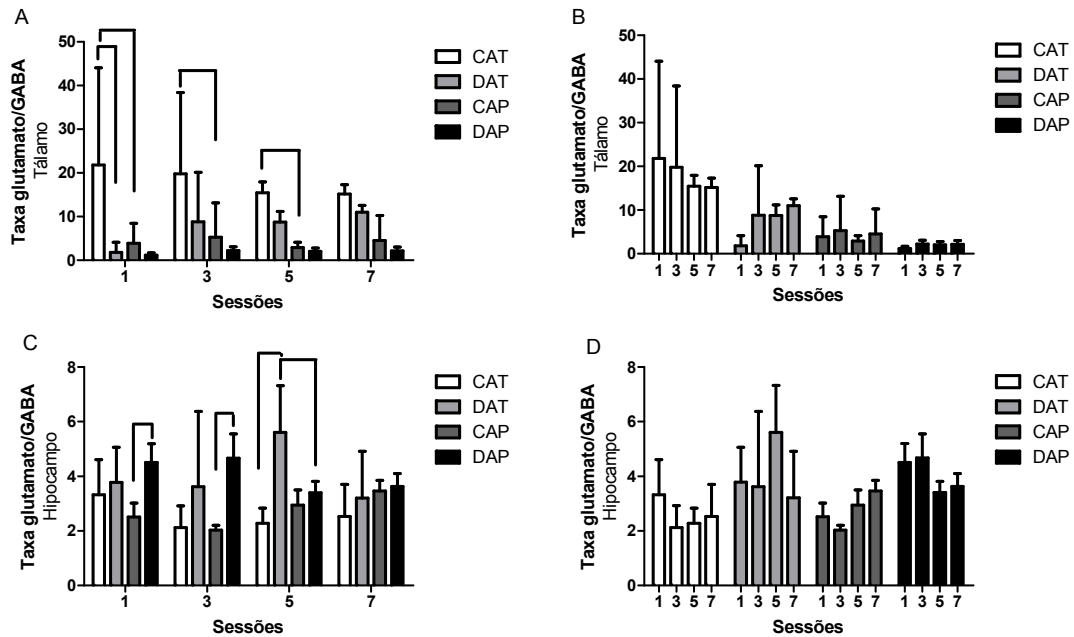 A
Taxa glutamato/GABA
Tálamo
50
40
30
20
10
0
1 3 5 7
Sessões
CAT
DAT
CAP
DAP
B
Taxa glutamato/GABA
Tálamo
50
40
30
20
10
0
1 3 5 7 1 3 5 7 1 3 5 7 1 3 5 7
Sessões
CAT
DAT
CAP
DAP
C
Taxa glutamato/GABA
Hipocampo
8
6
4
2
0
1 3 5 7
Sessões
CAT
DAT
CAP
DAP
D
Taxa glutamato/GABA
Hipocampo
8
6
4
2
0
1 3 5 7 1 3 5 7 1 3 5 7 1 3 5 7
Sessões
CAT
DAT
CAP
DAP